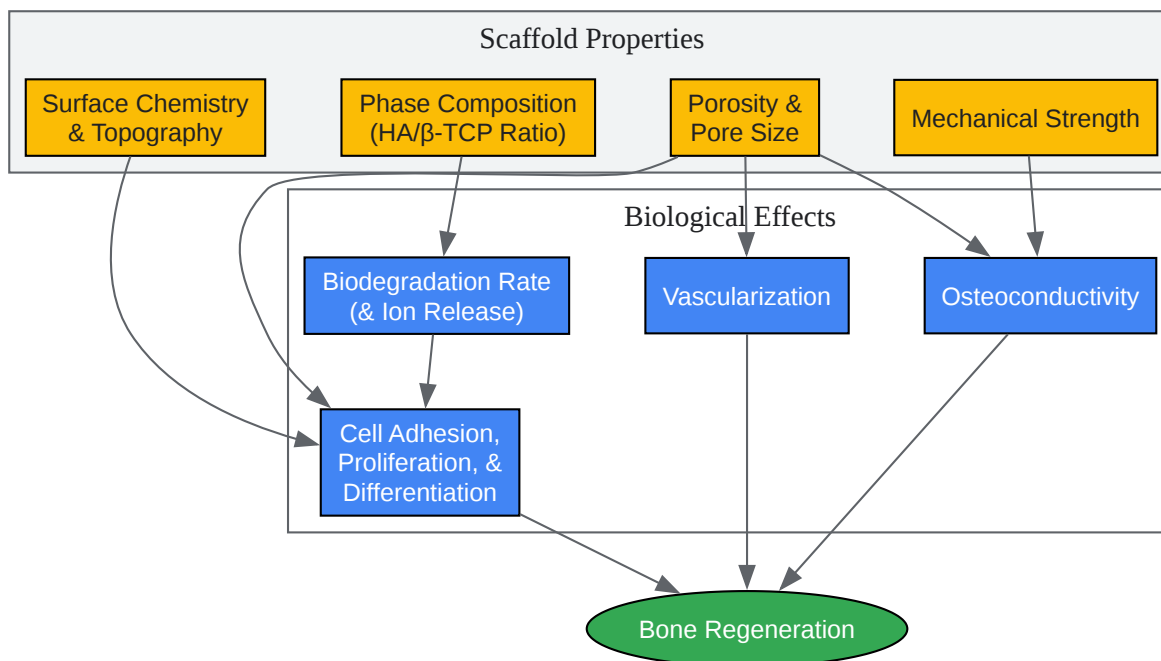 Scaffold Properties
Surface Chemistry
& Topography
Phase Composition
(HA/β-TCP Ratio)
Porosity &
Pore Size
Mechanical Strength
Biological Effects
Biodegradation Rate
(& Ion Release)
Vascularization
Osteoconductivity
Cell Adhesion,
Proliferation, &
Differentiation
Bone Regeneration